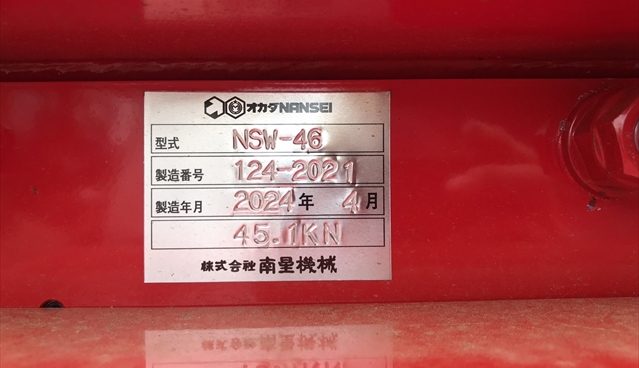 オカダNANSEI
型式 NSW-46
製造番号 124-2021
製造年月 2024年 4月
45.1KN
株式会社 南星機械